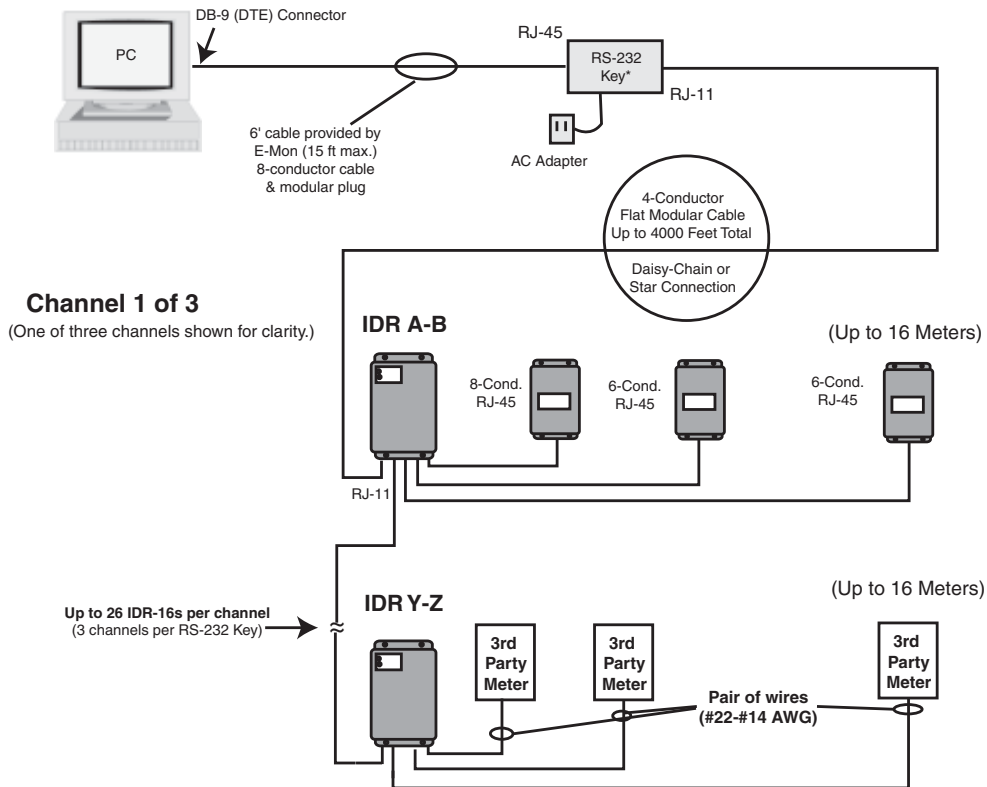 DB-9 (DTE) Connector
PC
RJ-45
RS-232
Key*
RJ-11
6' cable provided by
E-Mon (15 ft max.)
8-conductor cable
& modular plug
AC Adapter
4-Conductor
Flat Modular Cable
Up to 4000 Feet Total
Daisy-Chain or
Star Connection
Channel 1 of 3
(One of three channels shown for clarity.)
IDR A-B
(Up to 16 Meters)
8-Cond.
RJ-45
6-Cond.
RJ-45
6-Cond.
RJ-45
RJ-11
IDR Y-Z
(Up to 16 Meters)
Up to 26 IDR-16s per channel
(3 channels per RS-232 Key)
3rd
Party
Meter
3rd
Party
Meter
3rd
Party
Meter
Pair of wires
(#22-#14 AWG)